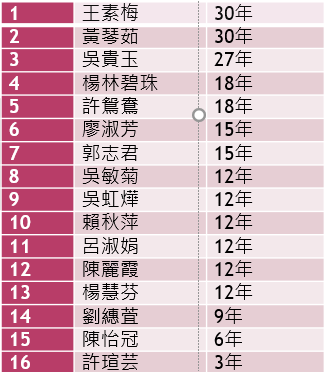 1 王素梅 30年
2 黃琴茹 30年
3 吳貴玉 27年
4 楊林碧珠 18年
5 許鴛鴦 18年
6 廖淑芳 15年
7 郭志君 15年
8 吳敏菊 12年
9 吳虹燁 12年
10 賴秋萍 12年
11 呂淑娟 12年
12 陳麗霞 12年
13 楊慧芬 12年
14 劉繐萱 9年
15 陳怡冠 6年
16 許瑄芸 3年